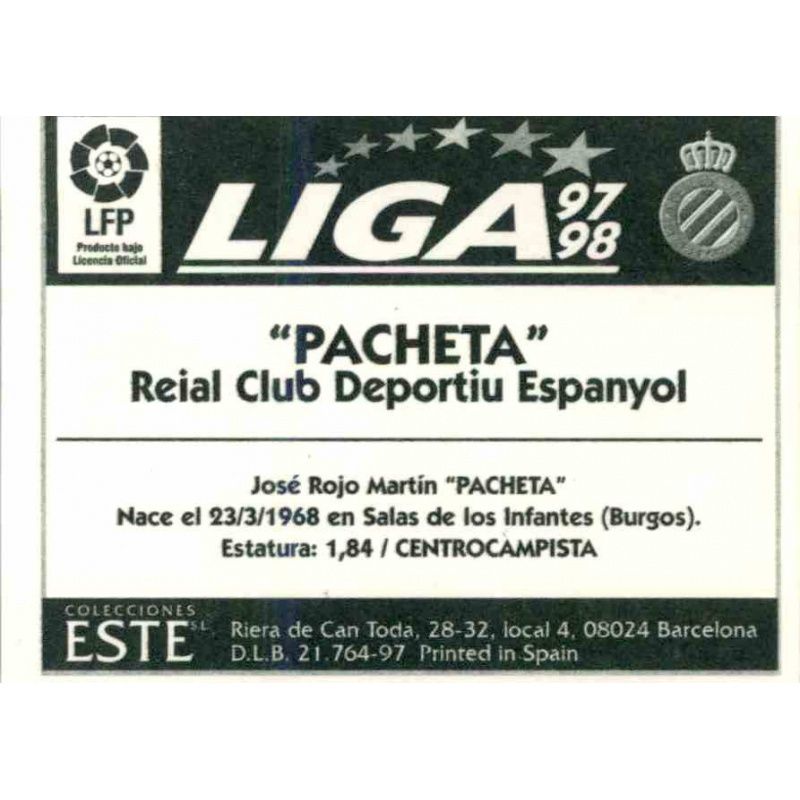 LFP
Producto bajo
Licencia Oficial
LIGA 97 98
"PACHETA"
Reial Club Deportiu Espanyol
José Rojo Martín "PACHETA"
Nace el 23/3/1968 en Salas de los Infantes (Burgos).
Estatura: 1,84 / CENTROCAMPISTA
COLECCIONES
ESTE S.L.
Riera de Can Toda, 28-32, local 4, 08024 Barcelona
D.L.B. 21.764-97 Printed in Spain